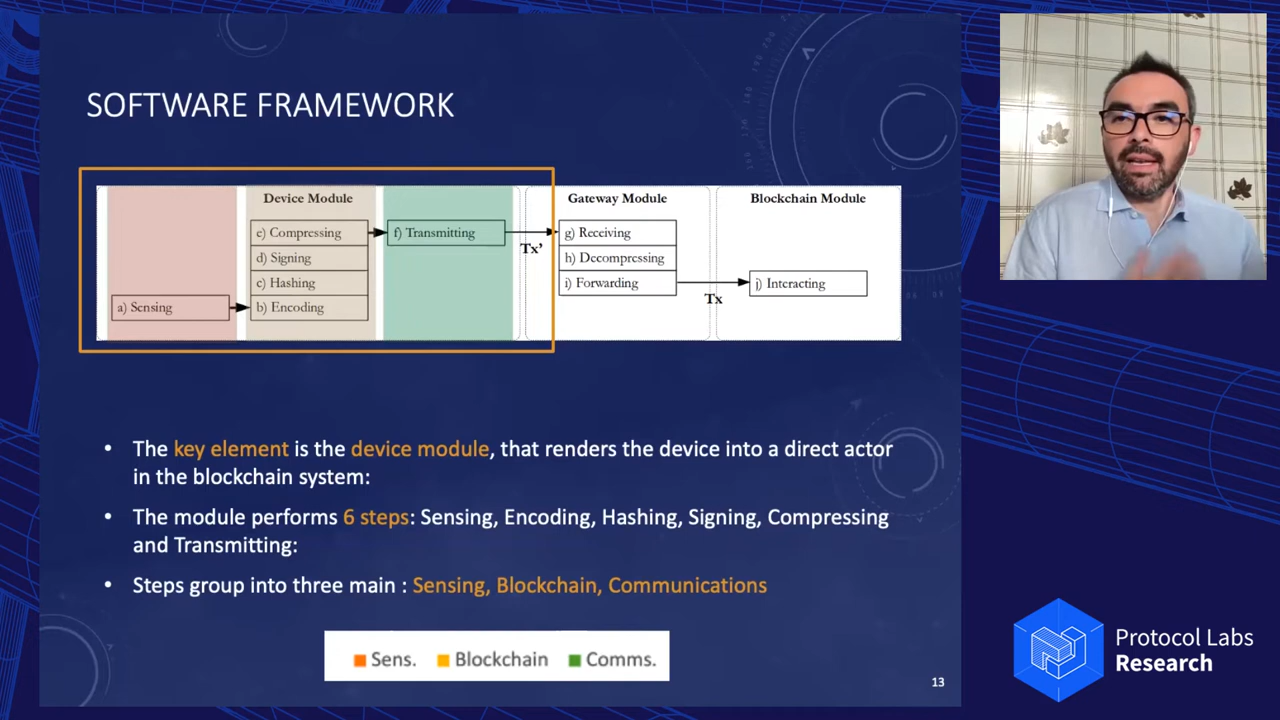 SOFTWARE FRAMEWORK
Device Module
Gateway Module
Blockchain Module
e) Compressing
f) Transmitting
g) Receiving
d) Signing
Tx’
h) Decompressing
c) Hashing
i) Forwarding
j) Interacting
a) Sensing
b) Encoding
Tx
• The key element is the device module, that renders the device into a direct actor
in the blockchain system:
• The module performs 6 steps: Sensing, Encoding, Hashing, Signing, Compressing
and Transmitting:
• Steps group into three main : Sensing, Blockchain, Communications
Sens. Blockchain Comms.
13
Protocol Labs
Research